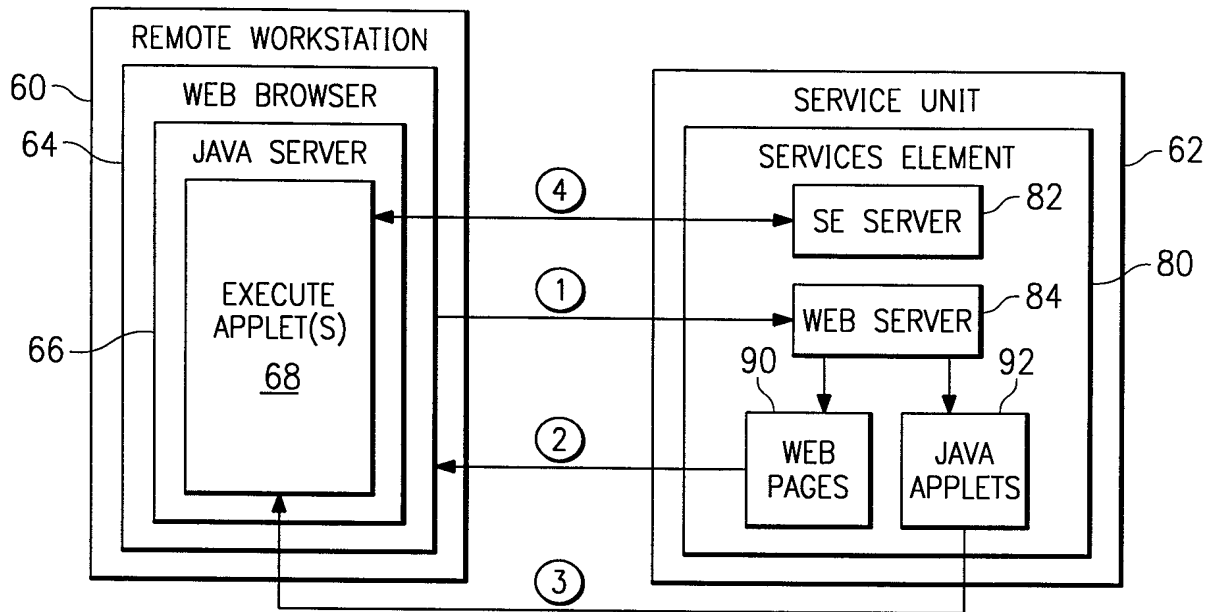 REMOTE WORKSTATION
60
WEB BROWSER
64
JAVA SERVER
66
EXECUTE
APPLET(S)
68
4
1
2
3
SERVICE UNIT
62
SERVICES ELEMENT
80
SE SERVER
82
WEB SERVER
84
90
WEB
PAGES
92
JAVA
APPLETS